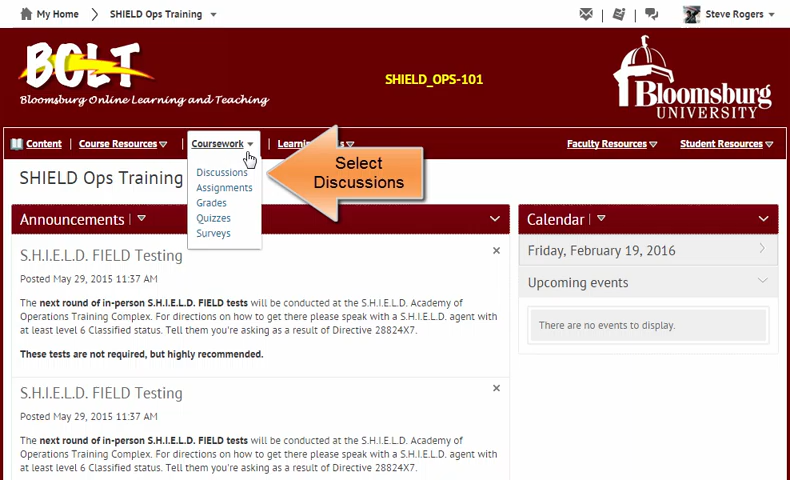 My Home
SHIELD Ops Training
Steve Rogers
BOLT
Bloomsburg Online Learning and Teaching
SHIELD_OPS-101
Bloomsburg
UNIVERSITY
Content
Course Resources
Coursework
Faculty Resources
Student Resources
Discussions
Assignments
Grades
Quizzes
Surveys
Select
Discussions
SHIELD Ops Training
Announcements
S.H.I.E.L.D. FIELD Testing
Posted May 29, 2015 11:37 AM
The next round of in-person S.H.I.E.L.D. FIELD tests will be conducted at the S.H.I.E.L.D. Academy of
Operations Training Complex. For directions on how to get there please speak with a S.H.I.E.L.D. agent with
at least level 6 Classified status. Tell them you're asking as a result of Directive 28824X7.
These tests are not required, but highly recommended.
S.H.I.E.L.D. FIELD Testing
Posted May 29, 2015 11:37 AM
The next round of in-person S.H.I.E.L.D. FIELD tests will be conducted at the S.H.I.E.L.D. Academy of
Operations Training Complex. For directions on how to get there please speak with a S.H.I.E.L.D. agent with
at least level 6 Classified status. Tell them you're asking as a result of Directive 28824X7.
Calendar
Friday, February 19, 2016
Upcoming events
There are no events to display.